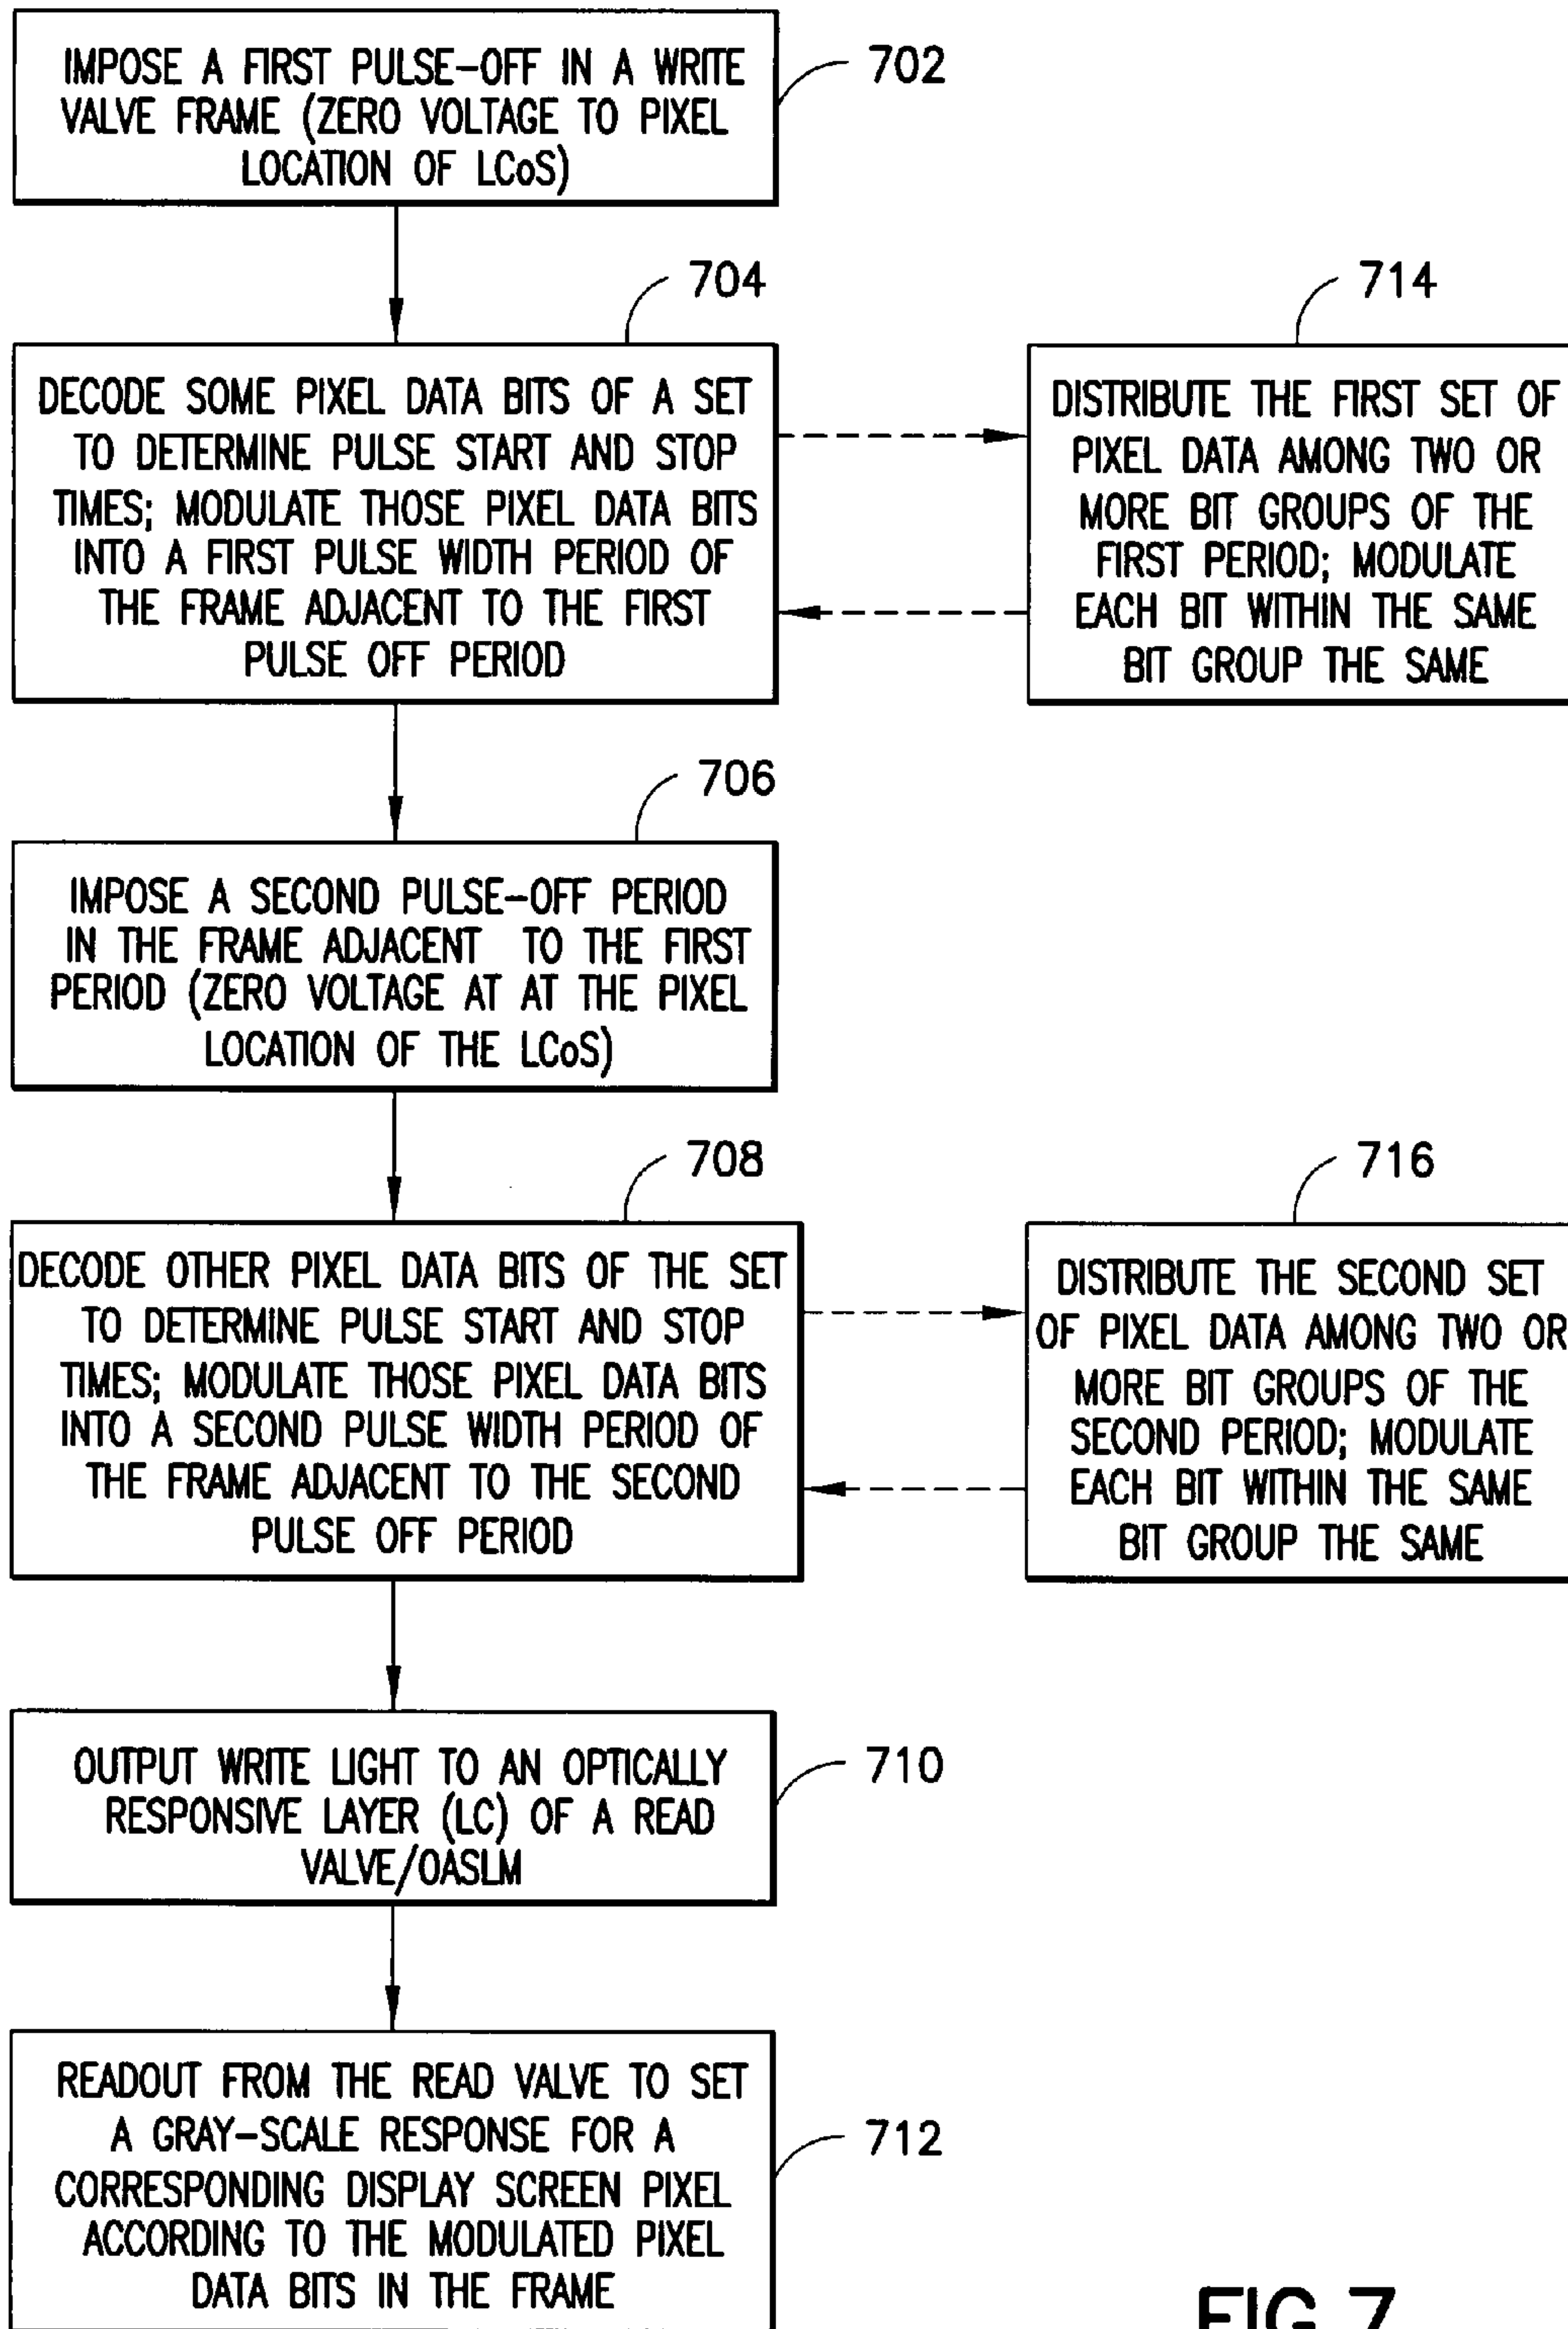 IMPOSE A FIRST PULSE-OFF IN A WRITE
VALVE FRAME (ZERO VOLTAGE TO PIXEL
LOCATION OF LCoS)
702
704
DECODE SOME PIXEL DATA BITS OF A SET
TO DETERMINE PULSE START AND STOP
TIMES; MODULATE THOSE PIXEL DATA BITS
INTO A FIRST PULSE WIDTH PERIOD OF
THE FRAME ADJACENT TO THE FIRST
PULSE OFF PERIOD
714
DISTRIBUTE THE FIRST SET OF
PIXEL DATA AMONG TWO OR
MORE BIT GROUPS OF THE
FIRST PERIOD; MODULATE
EACH BIT WITHIN THE SAME
BIT GROUP THE SAME
706
IMPOSE A SECOND PULSE-OFF PERIOD
IN THE FRAME ADJACENT TO THE FIRST
PERIOD (ZERO VOLTAGE AT AT THE PIXEL
LOCATION OF THE LCoS)
708
DECODE OTHER PIXEL DATA BITS OF THE SET
TO DETERMINE PULSE START AND STOP
TIMES; MODULATE THOSE PIXEL DATA BITS
INTO A SECOND PULSE WIDTH PERIOD OF
THE FRAME ADJACENT TO THE SECOND
PULSE OFF PERIOD
716
DISTRIBUTE THE SECOND SET
OF PIXEL DATA AMONG TWO OR
MORE BIT GROUPS OF THE
SECOND PERIOD; MODULATE
EACH BIT WITHIN THE SAME
BIT GROUP THE SAME
OUTPUT WRITE LIGHT TO AN OPTICALLY
RESPONSIVE LAYER (LC) OF A READ
VALVE/OASLM
710
READOUT FROM THE READ VALVE TO SET
A GRAY-SCALE RESPONSE FOR A
CORRESPONDING DISPLAY SCREEN PIXEL
ACCORDING TO THE MODULATED PIXEL
DATA BITS IN THE FRAME
712
FIG. 7